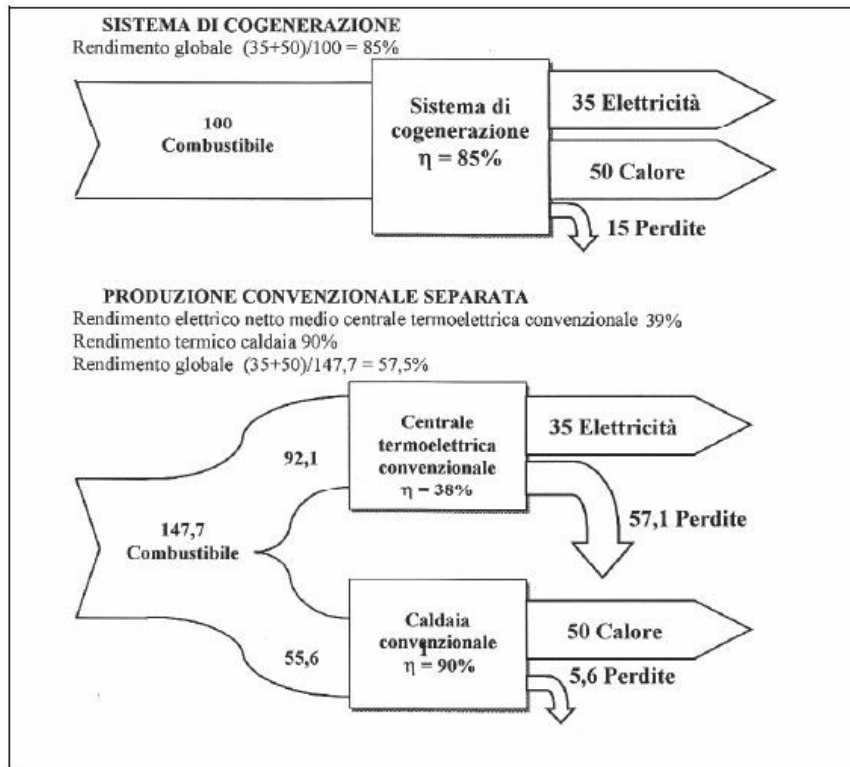 SISTEMA DI COGENERAZIONE
Rendimento globale (35+50)/100 = 85%
100
Combustibile
Sistema di
cogenerazione
η = 85%
35 Elettricità
50 Calore
15 Perdite
PRODUZIONE CONVENZIONALE SEPARATA
Rendimento elettrico netto medio centrale termoelettrica convenzionale 39%
Rendimento termico caldaia 90%
Rendimento globale (35+50)/147,7 = 57,5%
147,7
Combustibile
92,1
Centrale
termoelettrica
convenzionale
η – 38%
35 Elettricità
57,1 Perdite
55,6
Caldaia
convenzionale
1
η = 90%
50 Calore
5,6 Perdite